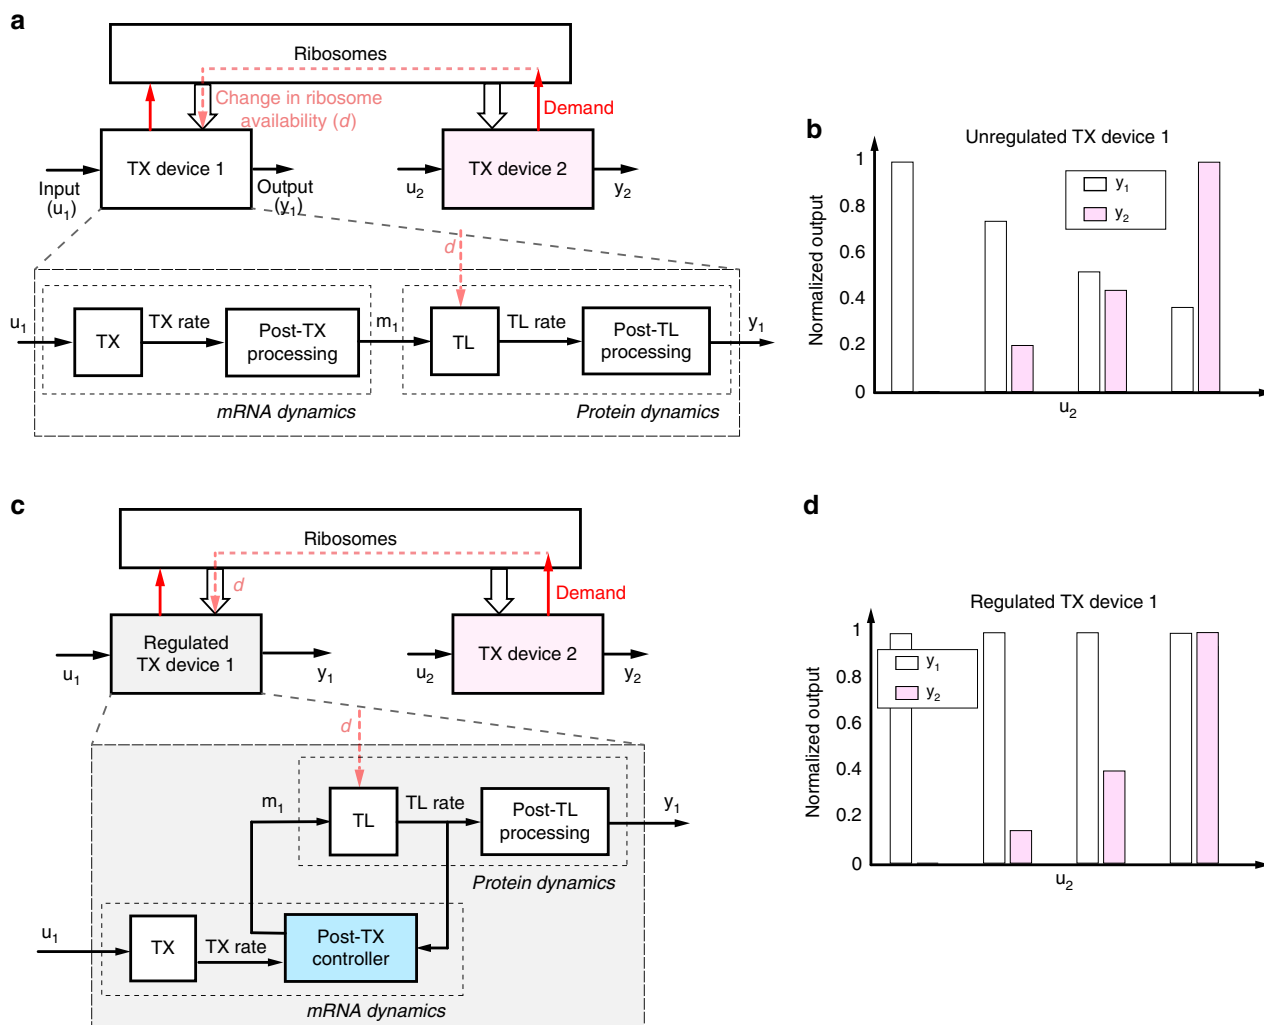 a
Ribosomes
Change in ribosome
availability (d)
Demand
TX device 1
TX device 2
Input
(u1)
Output
(y1)
u2
y2
d
u1
TX
TX rate
Post-TX
processing
m1
TL
TL rate
Post-TL
processing
y1
mRNA dynamics
Protein dynamics
b
Unregulated TX device 1
Normalized output
1
0.8
0.6
0.4
0.2
0
y1
y2
u2
c
Ribosomes
d
Demand
Regulated
TX device 1
TX device 2
u1
y1
u2
y2
d
m1
TL
TL rate
Post-TL
processing
y1
Protein dynamics
u1
TX
TX rate
Post-TX
controller
mRNA dynamics
d
Regulated TX device 1
Normalized output
1
0.8
0.6
0.4
0.2
0
y1
y2
u2